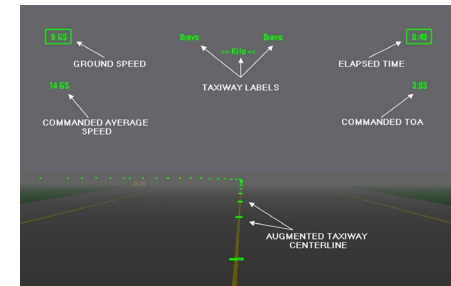 9 GS
Bravo
Bravo
0:49
>> Kilo <<
GROUND SPEED
ELAPSED TIME
TAXIWAY LABELS
14 GS
3:03
COMMANDED AVERAGE
SPEED
COMMANDED TOA
AUGMENTED TAXIWAY
CENTERLINE